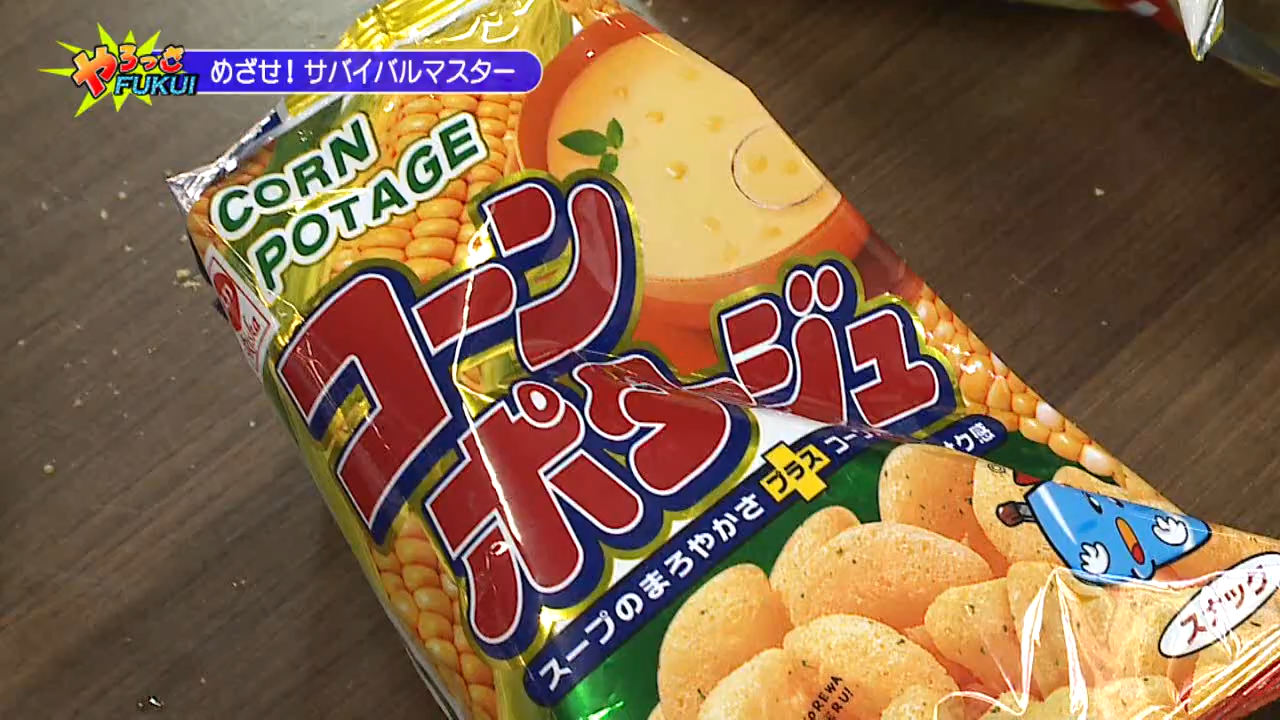 やろっさ
FUKUI
めざせ! サバイバルマスター
CORN
POTAGE
コーン
ポタージュ
スープのまろやかさ
プラス
スナック